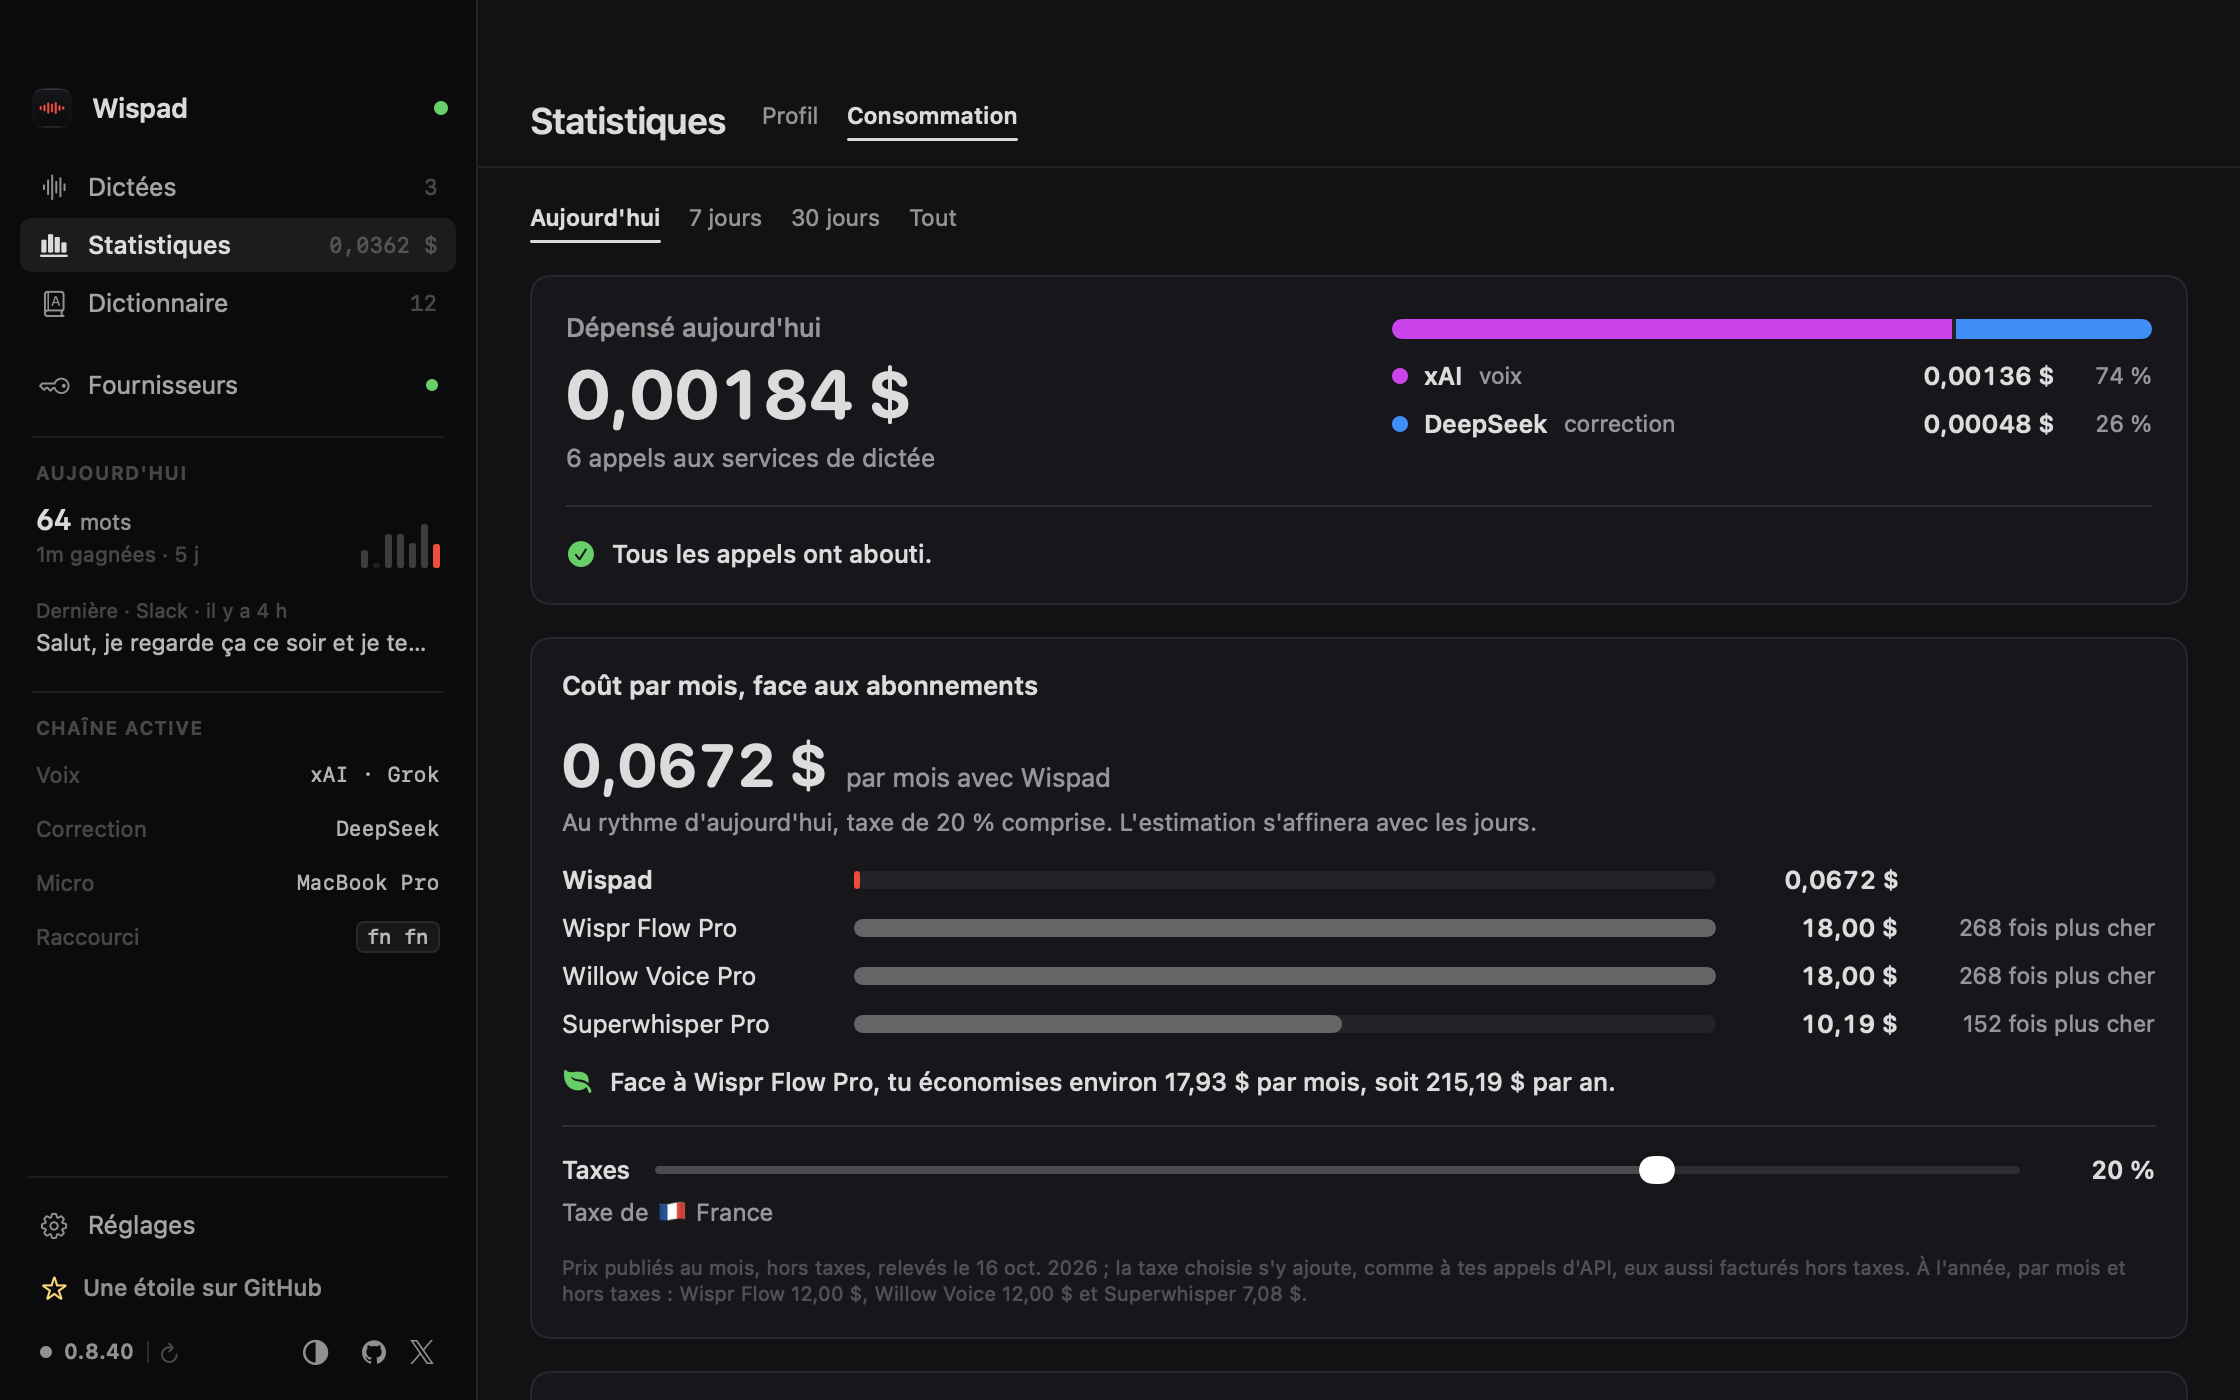 Wispad
Dictées 3
Statistiques 0,0362 $
Dictionnaire 12
Fournisseurs
AUJOURD'HUI
64 mots
1m gagnées · 5 j
Dernière · Slack · il y a 4 h
Salut, je regarde ça ce soir et je te...
CHAÎNE ACTIVE
Voix xAI · Grok
Correction DeepSeek
Micro MacBook Pro
Raccourci fn fn
Réglages
Une étoile sur GitHub
0.8.40
Statistiques Profil Consommation
Aujourd'hui 7 jours 30 jours Tout
Dépensé aujourd'hui
0,00184 $
6 appels aux services de dictée
xAI voix 0,00136 $ 74 %
DeepSeek correction 0,00048 $ 26 %
Tous les appels ont abouti.
Coût par mois, face aux abonnements
0,0672 $ par mois avec Wispad
Au rythme d'aujourd'hui, taxe de 20 % comprise. L'estimation s'affinera avec les jours.
Wispad 0,0672 $
Wispr Flow Pro 18,00 $ 268 fois plus cher
Willow Voice Pro 18,00 $ 268 fois plus cher
Superwhisper Pro 10,19 $ 152 fois plus cher
Face à Wispr Flow Pro, tu économises environ 17,93 $ par mois, soit 215,19 $ par an.
Taxes 20 %
Taxe de 🇫🇷 France
Prix publiés au mois, hors taxes, relevés le 16 oct. 2026 ; la taxe choisie s'y ajoute, comme à tes appels d'API, eux aussi facturés hors taxes. À l'année, par mois et
hors taxes : Wispr Flow 12,00 $, Willow Voice 12,00 $ et Superwhisper 7,08 $.